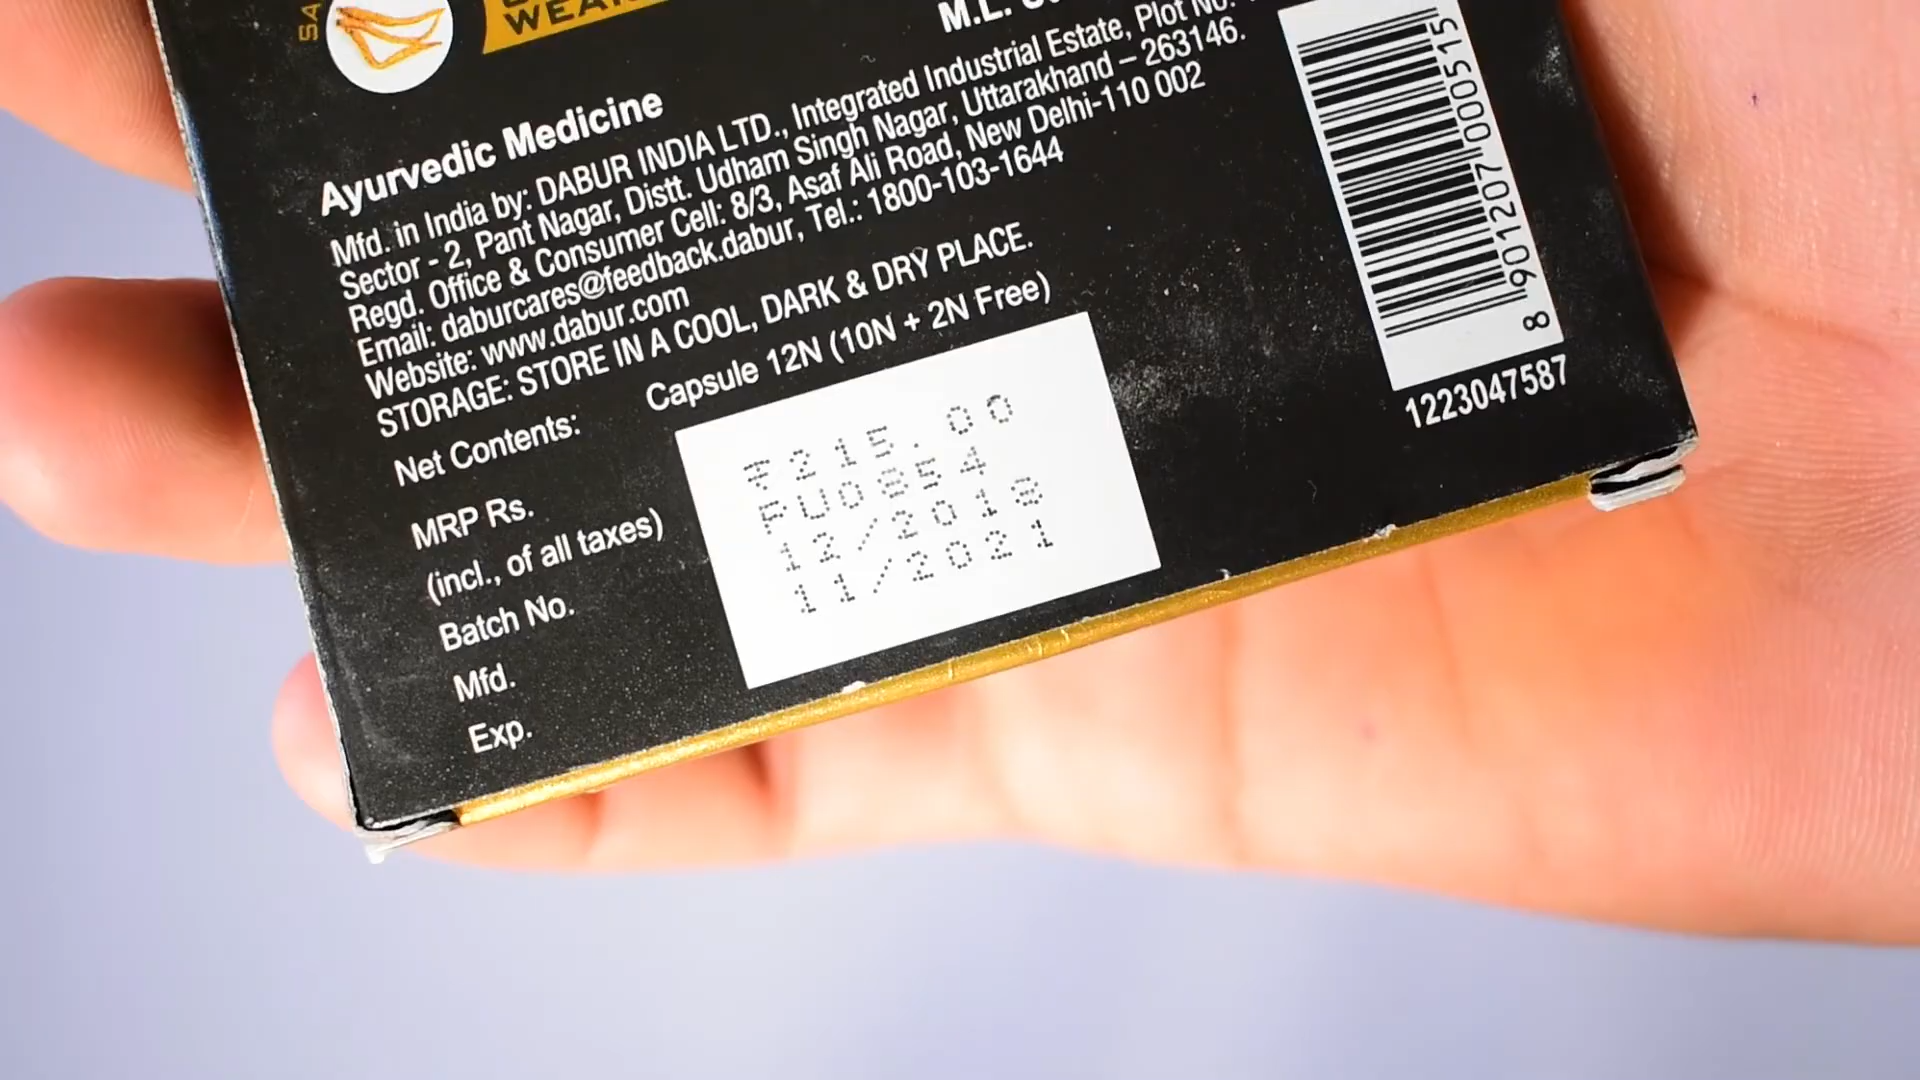 Ayurvedic Medicine
Mfd. in India by: DABUR INDIA LTD., Integrated Industrial Estate, Plot No.
Sector - 2, Pant Nagar, Distt. Udham Singh Nagar, Uttarakhand – 263146.
Regd. Office & Consumer Cell: 8/3, Asaf Ali Road, New Delhi-110 002
Email: daburcares@feedback.dabur, Tel.: 1800-103-1644
Website: www.dabur.com
STORAGE: STORE IN A COOL, DARK & DRY PLACE.
Net Contents: Capsule 12N (10N + 2N Free)
MRP Rs.
(incl., of all taxes)
Batch No.
Mfd.
Exp.
₹215.00
FU0854
12/2018
11/2021
8 901207 000515
1223047587